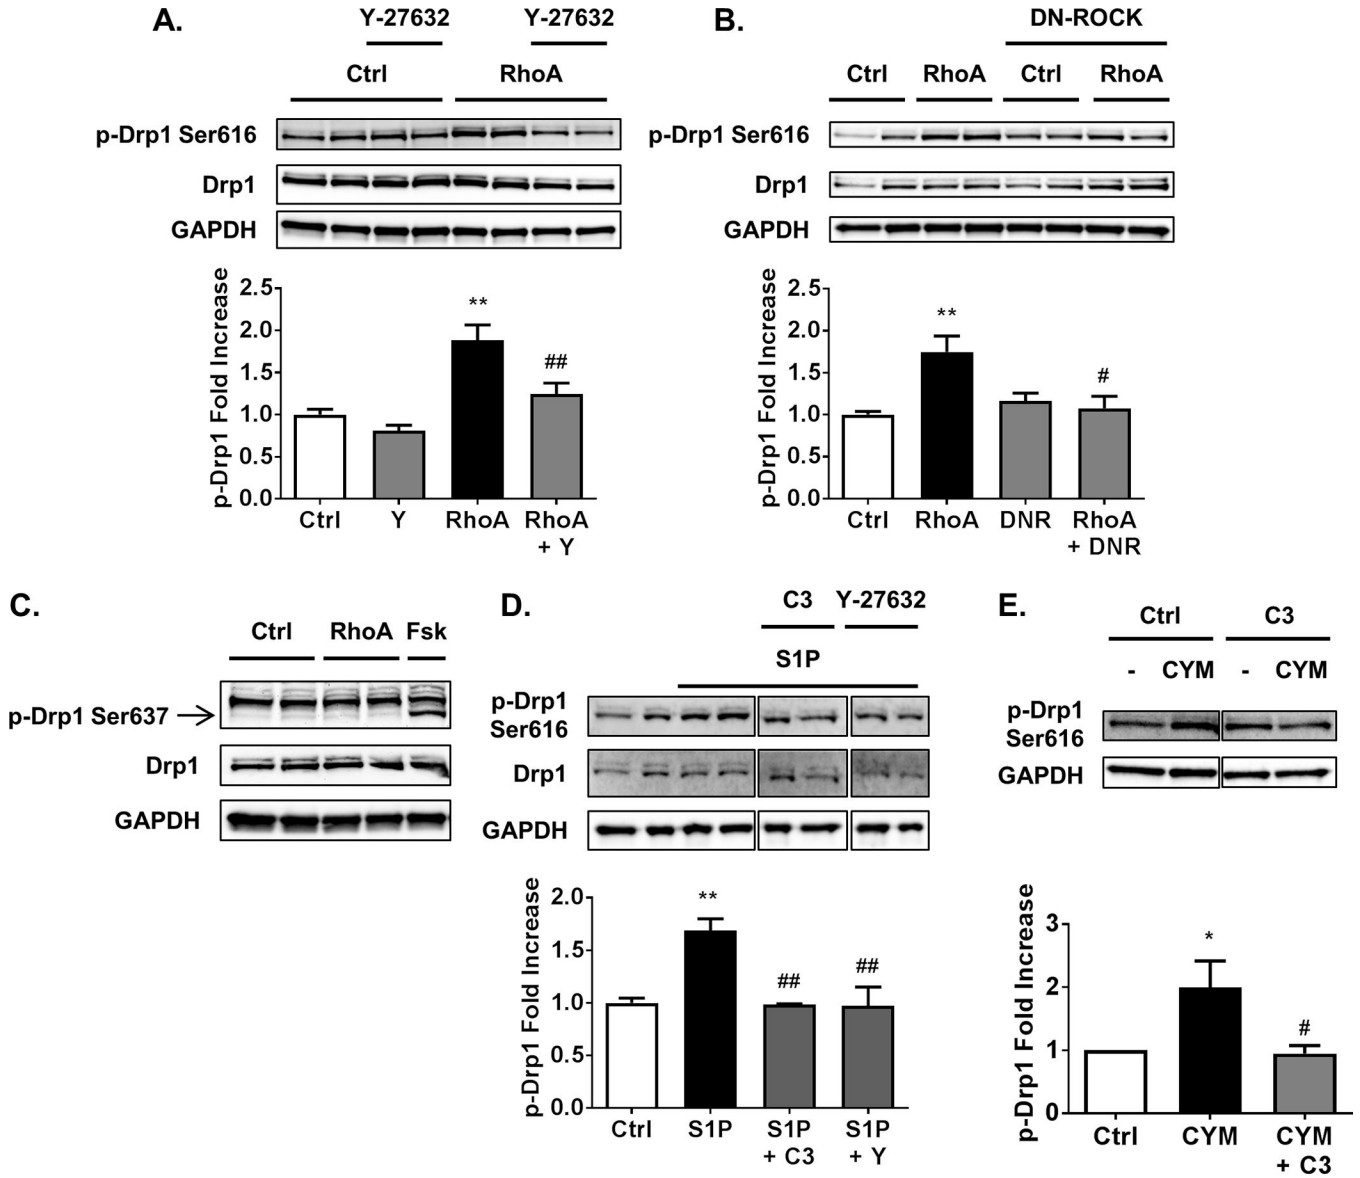 A.
Y-27632 Y-27632
Ctrl RhoA
p-Drp1 Ser616
Drp1
GAPDH
p-Drp1 Fold Increase
2.5
2.0
1.5
1.0
0.5
0.0
**
##
Ctrl Y RhoA RhoA
+ Y
B.
DN-ROCK
Ctrl RhoA Ctrl RhoA
p-Drp1 Ser616
Drp1
GAPDH
p-Drp1 Fold Increase
2.5
2.0
1.5
1.0
0.5
0.0
**
#
Ctrl RhoA DNR RhoA
+ DNR
C.
Ctrl RhoA Fsk
p-Drp1 Ser637
Drp1
GAPDH
D.
C3 Y-27632
S1P
p-Drp1
Ser616
Drp1
GAPDH
p-Drp1 Fold Increase
2.0
1.5
1.0
0.5
0.0
**
## ##
Ctrl S1P S1P S1P
+ C3 + Y
E.
Ctrl C3
- CYM - CYM
p-Drp1
Ser616
GAPDH
p-Drp1 Fold Increase
3
2
1
0
*
#
Ctrl CYM CYM
+ C3